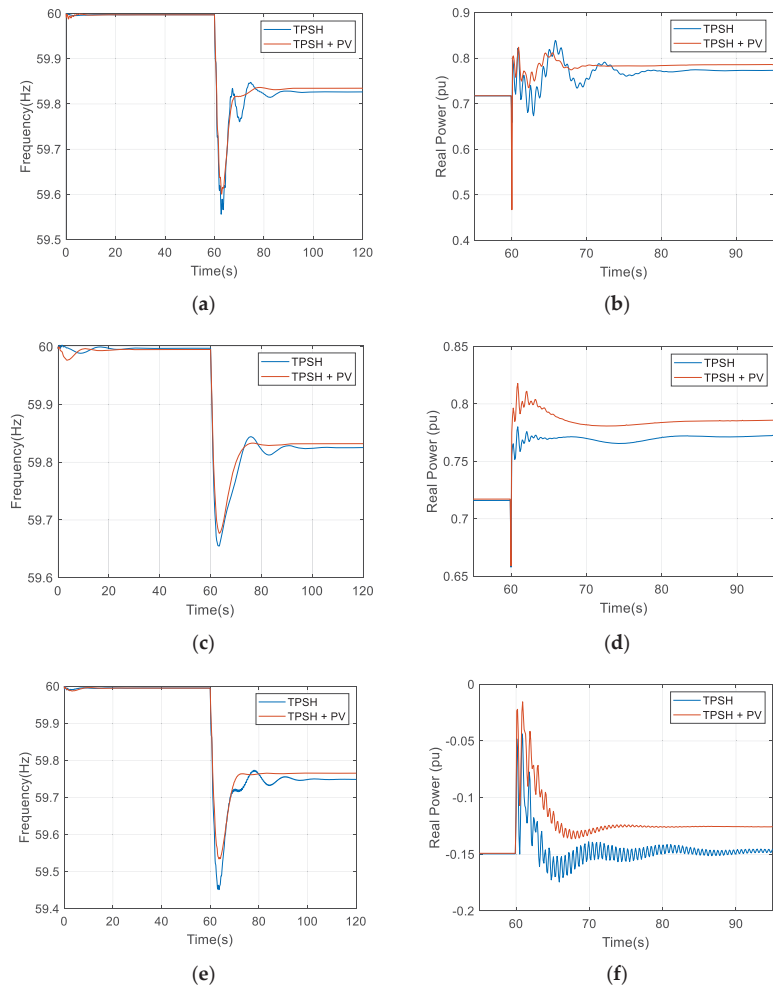 60
59.9
59.8
59.7
59.6
59.5
Frequency(Hz)
TPSH
TPSH + PV
0 20 40 60 80 100 120
Time(s)
(a)
0.9
0.8
0.7
0.6
0.5
0.4
Real Power (pu)
TPSH
TPSH + PV
60 70 80 90
Time(s)
(b)
60
59.9
59.8
59.7
59.6
Frequency(Hz)
TPSH
TPSH + PV
0 20 40 60 80 100 120
Time(s)
(c)
0.85
0.8
0.75
0.7
0.65
Real Power (pu)
TPSH
TPSH + PV
60 70 80 90
Time(s)
(d)
60
59.9
59.8
59.7
59.6
59.5
59.4
Frequency(Hz)
TPSH
TPSH + PV
0 20 40 60 80 100 120
Time(s)
(e)
0
-0.05
-0.1
-0.15
-0.2
Real Power (pu)
TPSH
TPSH + PV
60 70 80 90
Time(s)
(f)